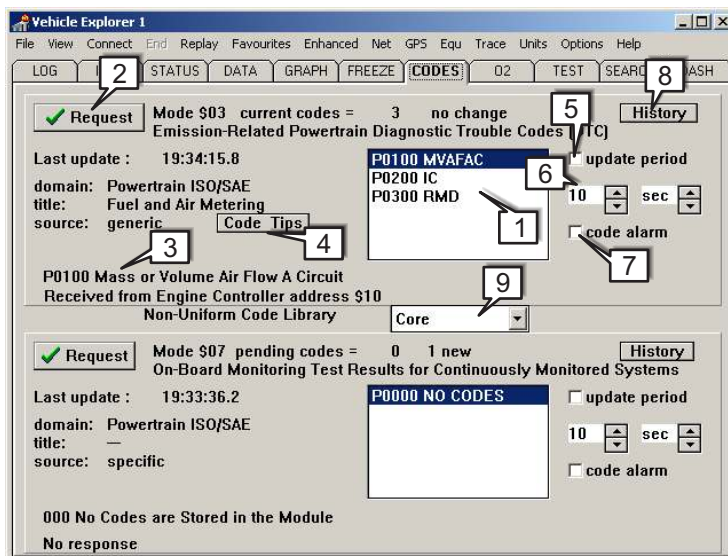 Vehicle Explorer 1
File View Connect End Replay Favourites Enhanced Net GPS Equ Trace Units Options Help
LOG STATUS DATA GRAPH FREEZE CODES O2 TEST
2
8
Request
Mode $03 current codes = 3 no change
History
Emission-Related Powertrain Diagnostic Trouble Codes
5
Last update : 19:34:15.8
P0100 MVAFAC
update period
P0200 IC
P0300 RMD
6
domain: Powertrain ISO/SAE
title: Fuel and Air Metering
10 sec
source: generic
Code Tips
1
code alarm
3
4
7
P0100 Mass or Volume Air Flow A Circuit
Received from Engine Controller address $10
9
Non-Uniform Code Library
Core
Request
Mode $07 pending codes = 0 1 new
History
On-Board Monitoring Test Results for Continuously Monitored Systems
Last update : 19:33:36.2
P0000 NO CODES
update period
domain: Powertrain ISO/SAE
title: —
10 sec
source: specific
code alarm
000 No Codes are Stored in the Module
No response